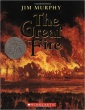 JIM MURPHY
The Great
Fire
SCHOLASTIC